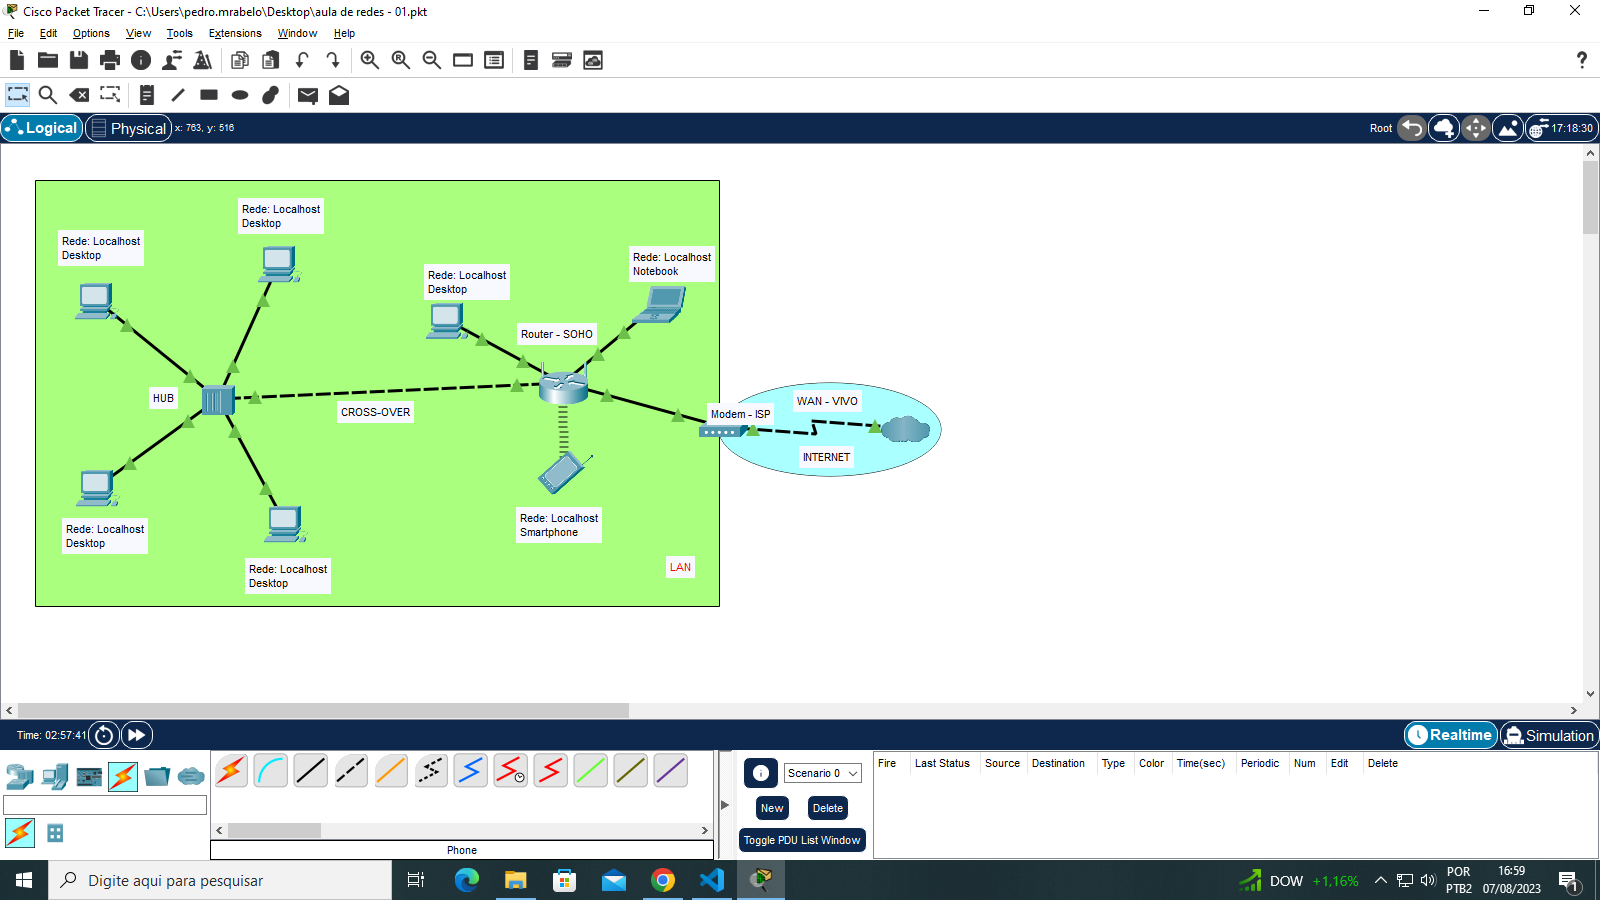 Cisco Packet Tracer - C:\Users\pedro.mrabelo\Desktop\aula de redes - 01.pkt
File Edit Options View Tools Extensions Window Help
?
Logical Physical x: 763, y: 516 Root 17:18:30
Rede: Localhost
Desktop
Rede: Localhost
Desktop
Rede: Localhost
Desktop
Rede: Localhost
Notebook
Router - SOHO
HUB
CROSS-OVER
Modem - ISP
WAN - VIVO
INTERNET
Rede: Localhost
Desktop
Rede: Localhost
Smartphone
Rede: Localhost
Desktop
LAN
Time: 02:57:41 Realtime Simulation
Scenario 0
New Delete
Toggle PDU List Window
Fire Last Status Source Destination Type Color Time(sec) Periodic Num Edit Delete
Phone
Digite aqui para pesquisar
DOW +1,16%
POR
PTB2
16:59
07/08/2023
1